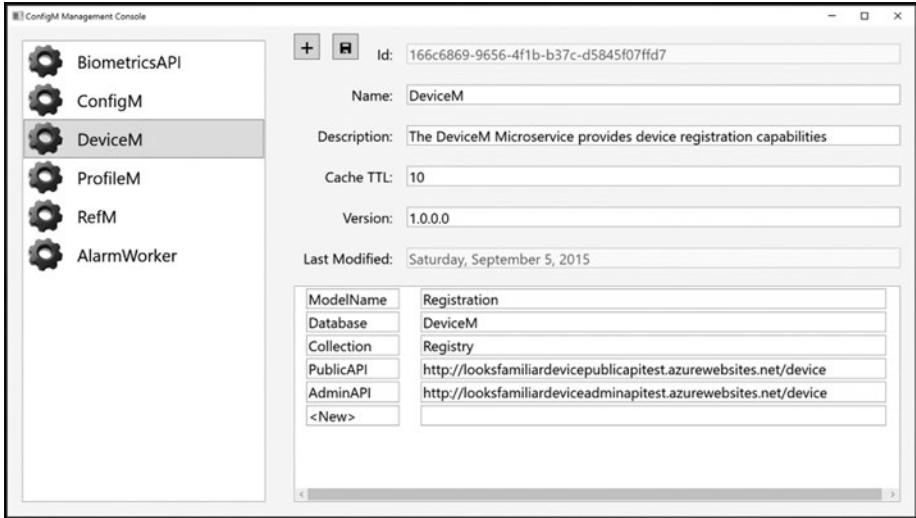 ConfigM Management Console
BiometricsAPI
ConfigM
DeviceM
ProfileM
RefM
AlarmWorker
Id: 166c6869-9656-4f1b-b37c-d5845f07ffd7
Name: DeviceM
Description: The DeviceM Microservice provides device registration capabilities
Cache TTL: 10
Version: 1.0.0.0
Last Modified: Saturday, September 5, 2015
ModelName Registration
Database DeviceM
Collection Registry
PublicAPI http://looksfamiliardevicepublicapitest.azurewebsites.net/device
AdminAPI http://looksfamiliardeviceadminapitest.azurewebsites.net/device
<New>